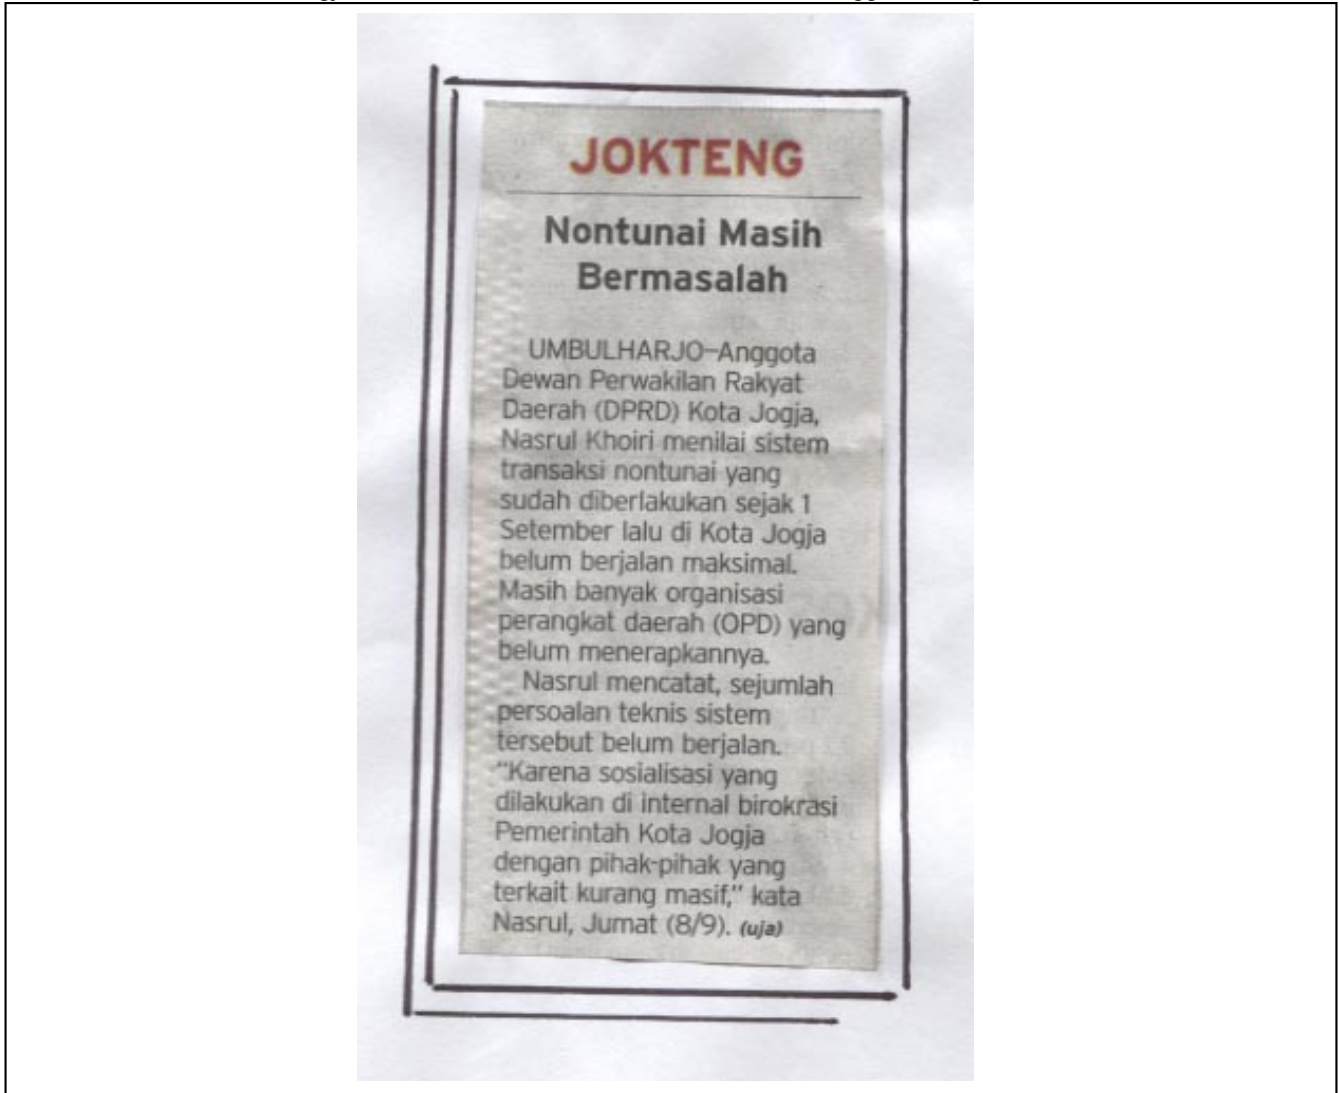 JOKTENG
Nontunai Masih
Bermasalah
UMBULHARJO–Anggota
Dewan Perwakilan Rakyat
Daerah (DPRD) Kota Jogja,
Nasrul Khoiri menilai sistem
transaksi nontunai yang
sudah diberlakukan sejak 1
Setember lalu di Kota Jogja
belum berjalan maksimal.
Masih banyak organisasi
perangkat daerah (OPD) yang
belum menerapkannya.
Nasrul mencatat, sejumlah
persoalan teknis sistem
tersebut belum berjalan.
"Karena sosialisasi yang
dilakukan di internal birokrasi
Pemerintah Kota Jogja
dengan pihak-pihak yang
terkait kurang masif," kata
Nasrul, Jumat (8/9). (uja)